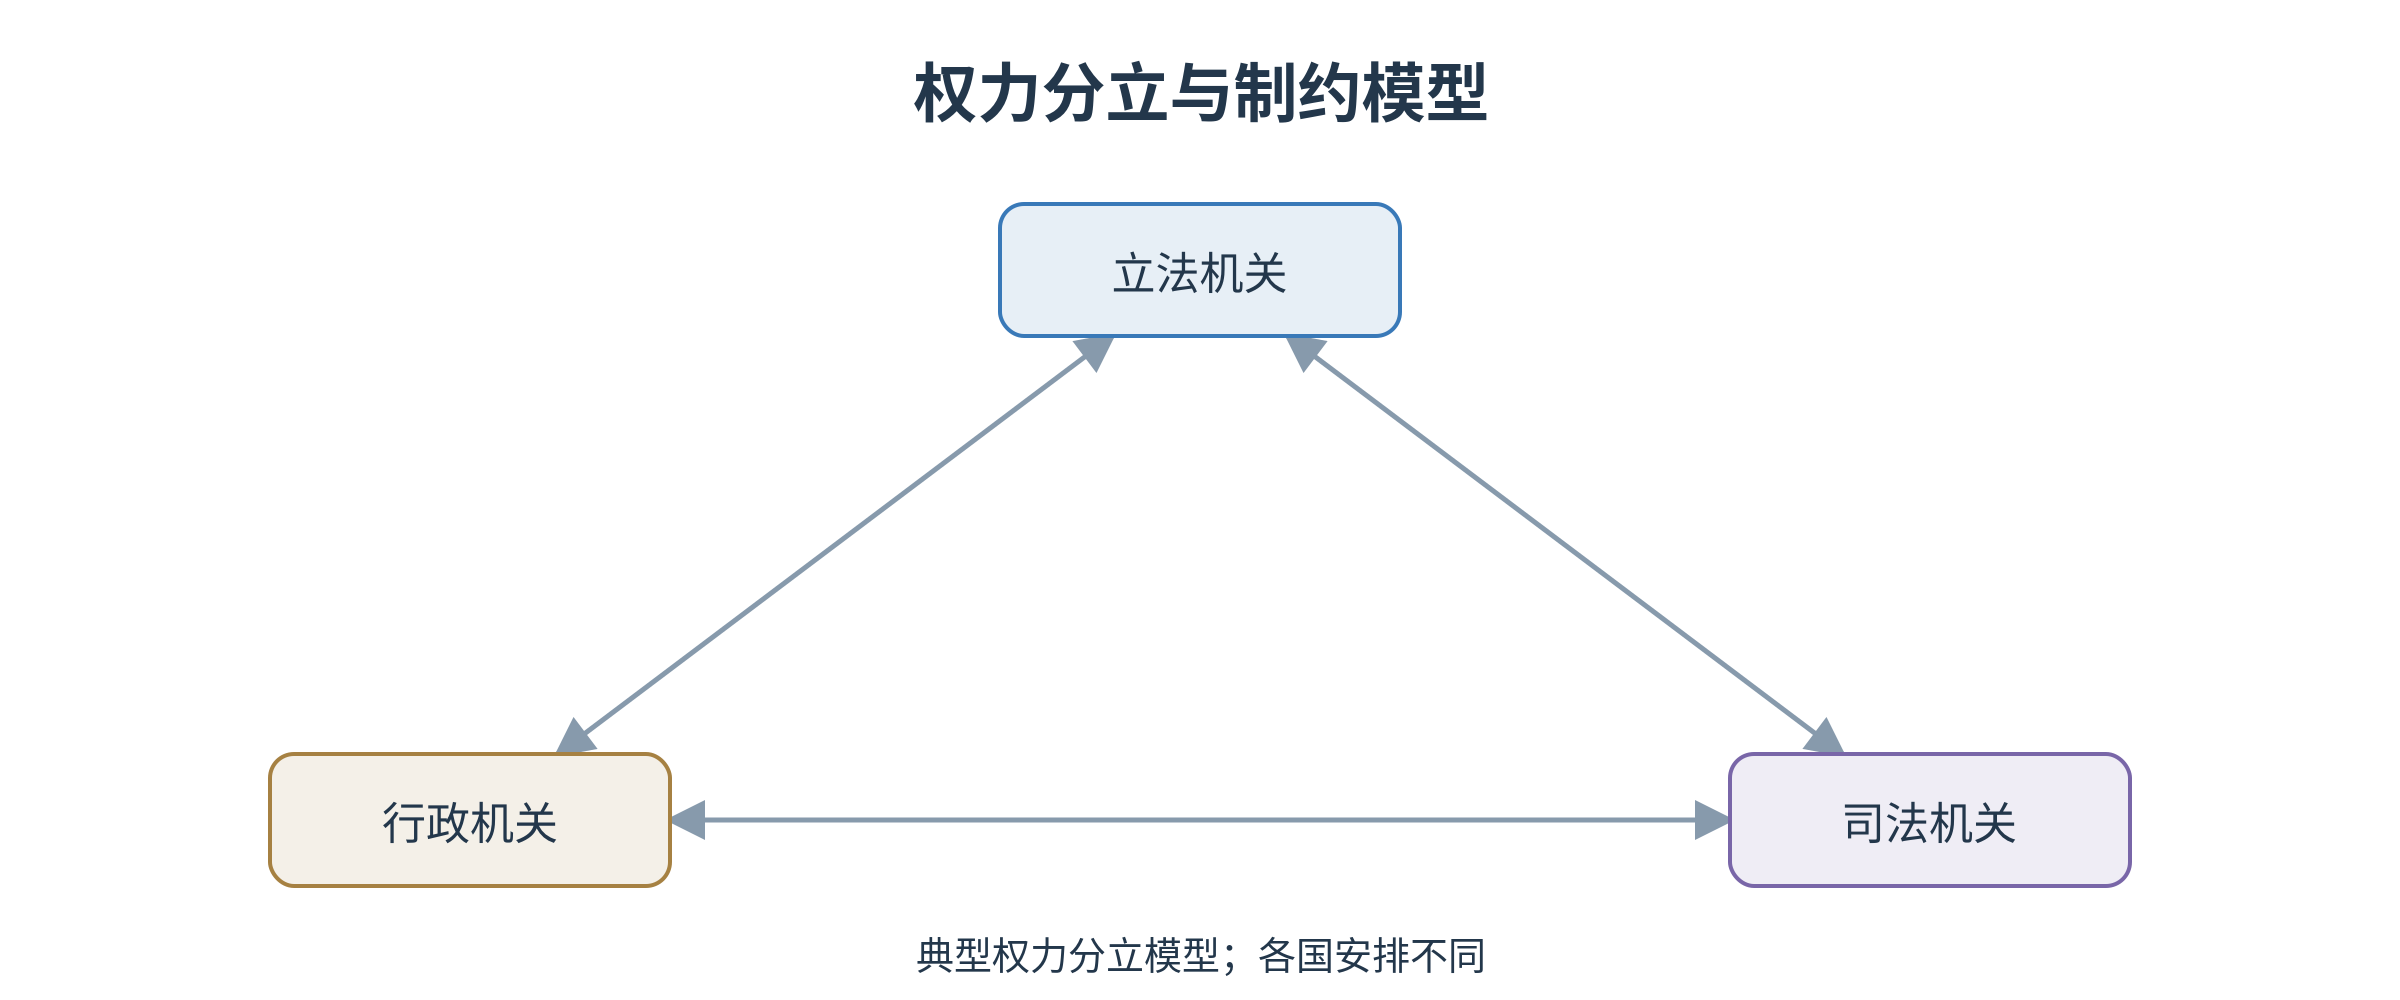 权力分立与制约模型
立法机关
行政机关
司法机关
典型权力分立模型；各国安排不同